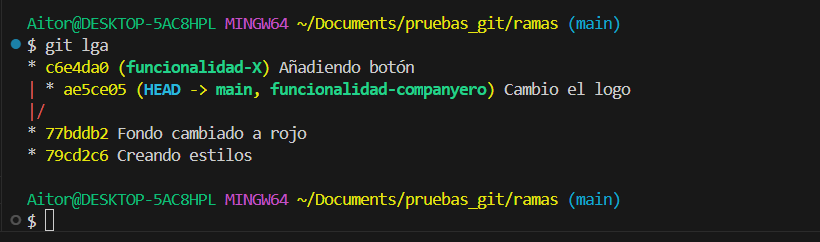 Aitor@DESKTOP-5AC8HPL MINGW64 ~/Documents/pruebas_git/ramas (main)
$ git lga
* c6e4da0 (funcionalidad-X) Añadiendo botón
| * ae5ce05 (HEAD -> main, funcionalidad-companyero) Cambio el logo
|/
* 77bddb2 Fondo cambiado a rojo
* 79cd2c6 Creando estilos
Aitor@DESKTOP-5AC8HPL MINGW64 ~/Documents/pruebas_git/ramas (main)
$